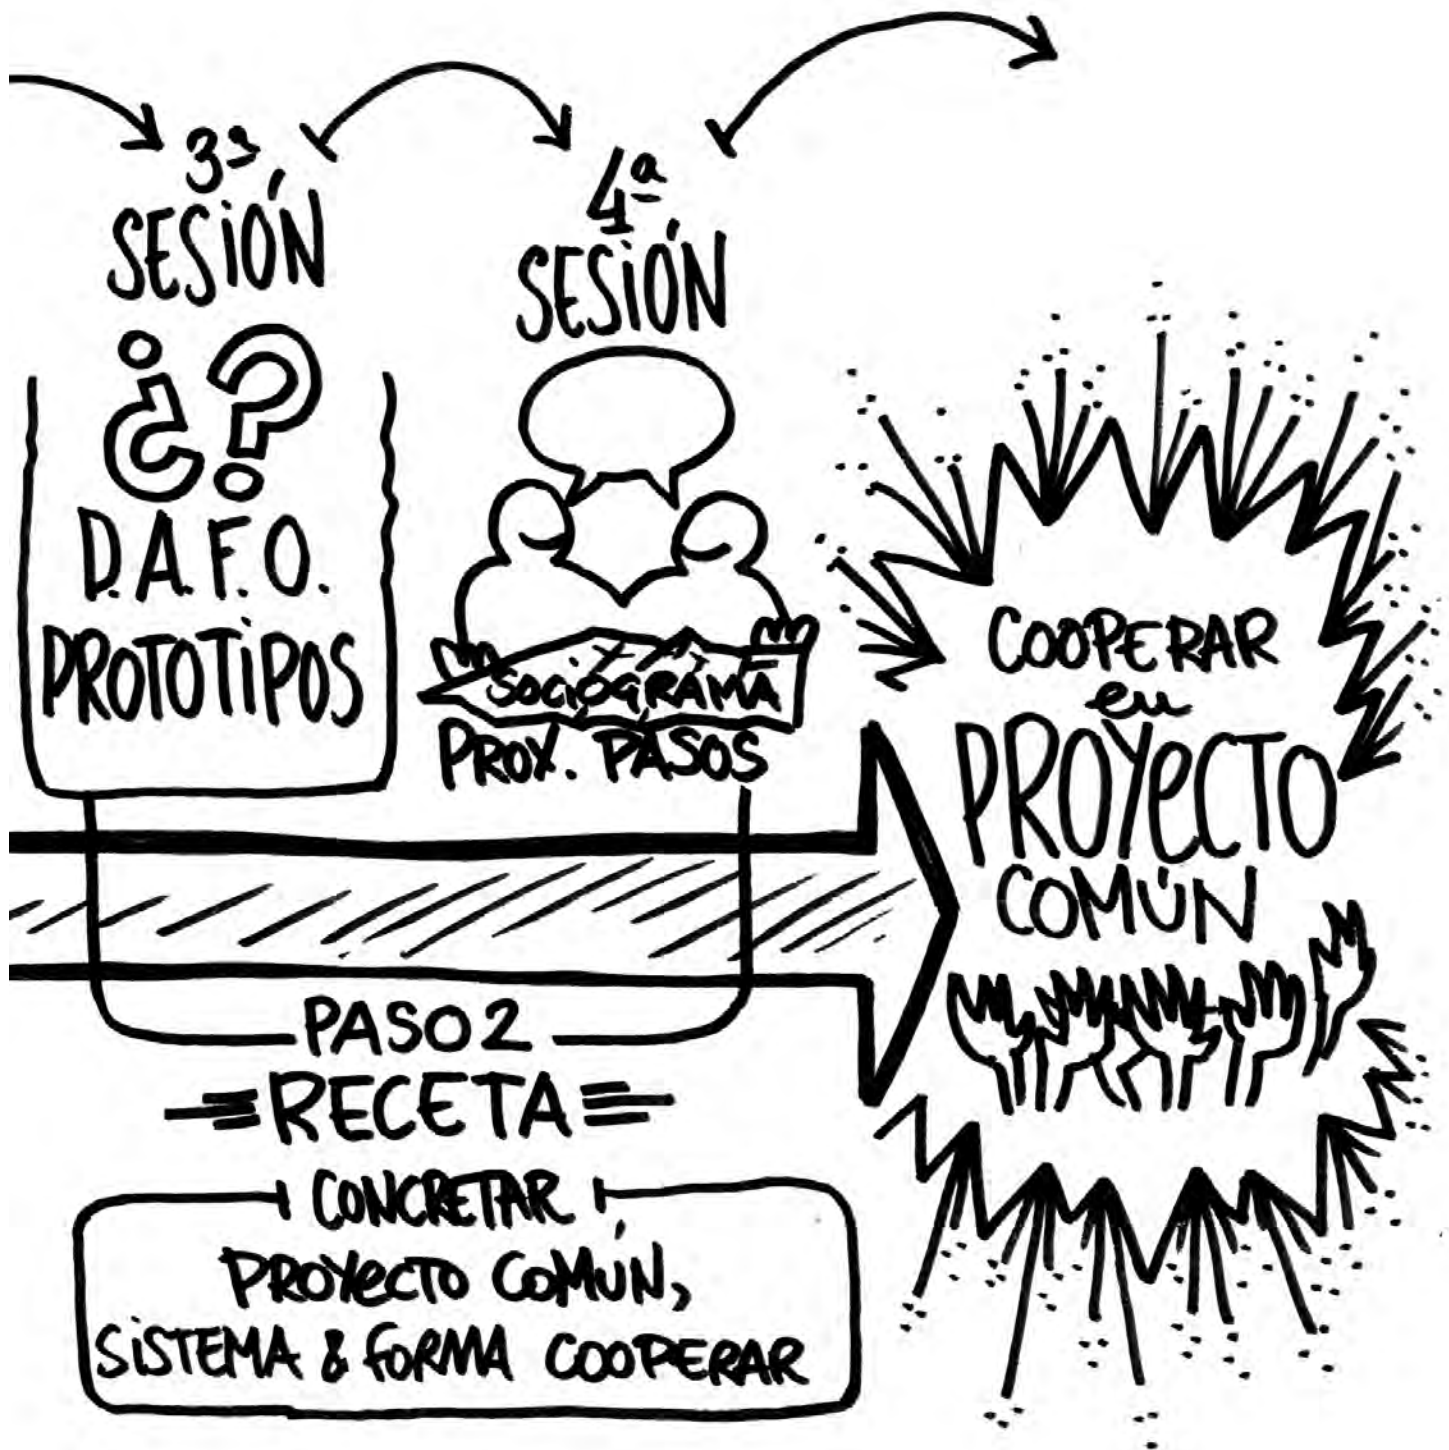 3ª
SESIÓN
¿?
D.A.F.O.
PROTOTIPOS
4ª
SESIÓN
SOCIOGRAMA
PROX. PASOS
COOPERAR
en
PROYECTO
COMÚN
PASO 2
RECETA
CONCRETAR
PROYECTO COMÚN,
SISTEMA & FORMA COOPERAR